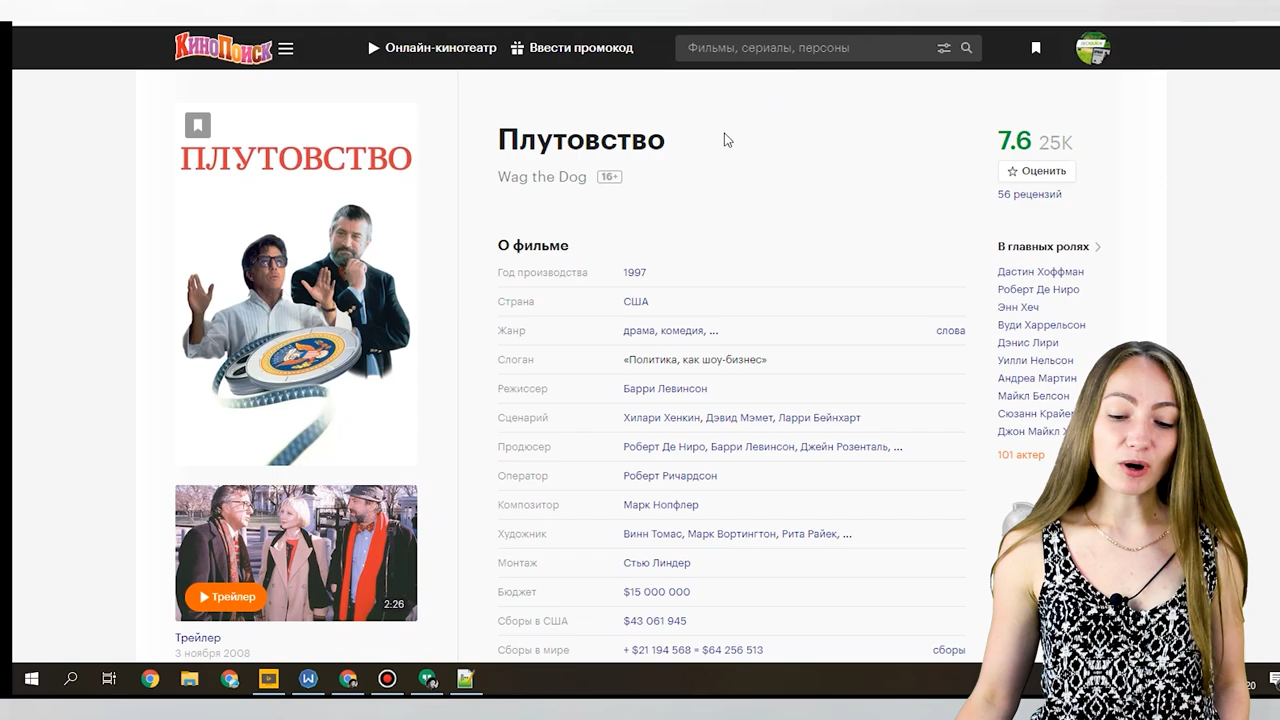 КиноПоиск
Онлайн-кинотеатр
Ввести промокод
Фильмы, сериалы, персоны
ПЛУТОВСТВО
Плутовство
Wag the Dog 16+
7.6 25K
Оценить
56 рецензий
О фильме
Год производства 1997
Страна США
Жанр драма, комедия, ... слова
Слоган «Политика, как шоу-бизнес»
Режиссер Барри Левинсон
Сценарий Хилари Хенкин, Дэвид Мэмет, Ларри Бейнхарт
Продюсер Роберт Де Ниро, Барри Левинсон, Джейн Розенталь, ...
Оператор Роберт Ричардсон
Композитор Марк Нопфлер
Художник Винн Томас, Марк Вортингтон, Рита Райек, ...
Монтаж Стью Линдер
Бюджет $15 000 000
Сборы в США $43 061 945
Сборы в мире + $21 194 568 = $64 256 513 сборы
В главных ролях
Дастин Хоффман
Роберт Де Ниро
Энн Хеч
Вуди Харрельсон
Дэнис Лири
Уилли Нельсон
Андреа Мартин
Майкл Белсон
Сюзанн
Джон Майкл
101 актер
Трейлер
2:26
Трейлер
3 ноября 2008
20